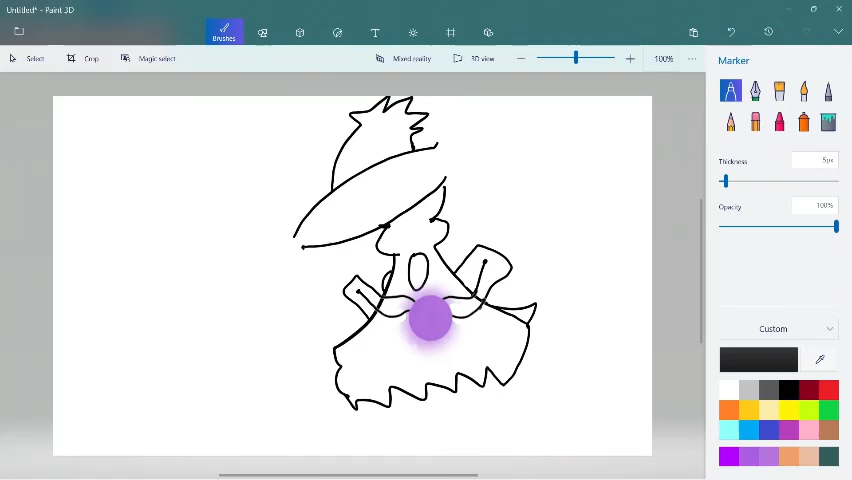 Untitled* - Paint 3D
Brushes
Select
Crop
Magic select
Mixed reality
3D view
100%
Marker
Thickness
5px
Opacity
100%
Custom